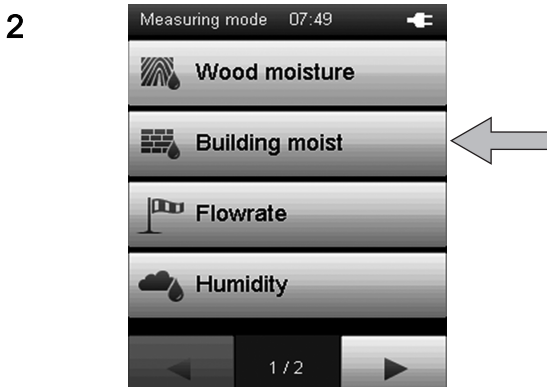 2
Measuring mode 07:49
Wood moisture
Building moist
Flowrate
Humidity
1 / 2